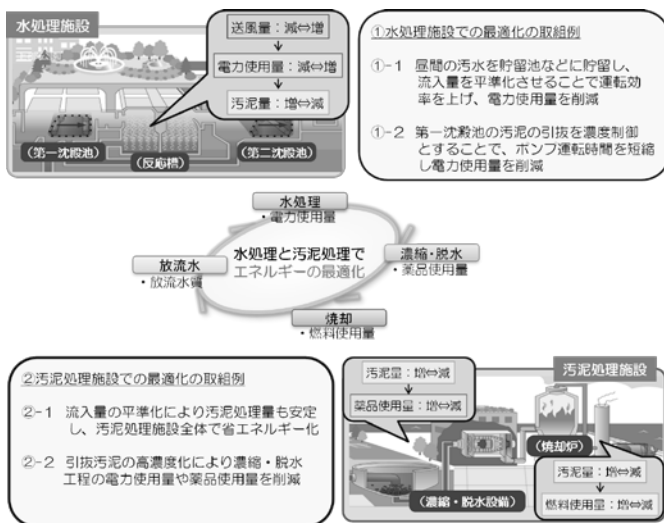 水処理施設
送風量：減⇔増
電力使用量：減⇔増
汚泥量：増⇔減
（第一沈殿池）
（反応槽）
（第二沈殿池）
①水処理施設での最適化の取組例
①-1 昼間の汚水を貯留池などに貯留し、
流入量を平準化させることで運転効
率を上げ、電力使用量を削減
①-2 第一沈殿池の汚泥の引抜を濃度制御
とすることで、ポンプ運転時間を短縮
し電力使用量を削減
水処理
・電力使用量
水処理と汚泥処理で
エネルギーの最適化
放流水
・放流水質
濃縮・脱水
・薬品使用量
焼却
・燃料使用量
②汚泥処理施設での最適化の取組例
②-1 流入量の平準化により汚泥処理量も安定
し、汚泥処理施設全体で省エネルギー化
②-2 引抜汚泥の高濃度化により濃縮・脱水
工程の電力使用量や薬品使用量を削減
汚泥処理施設
汚泥量：増⇔減
薬品使用量：増⇔減
（焼却炉）
（濃縮・脱水設備）
汚泥量：増⇔減
燃料使用量：増⇔減